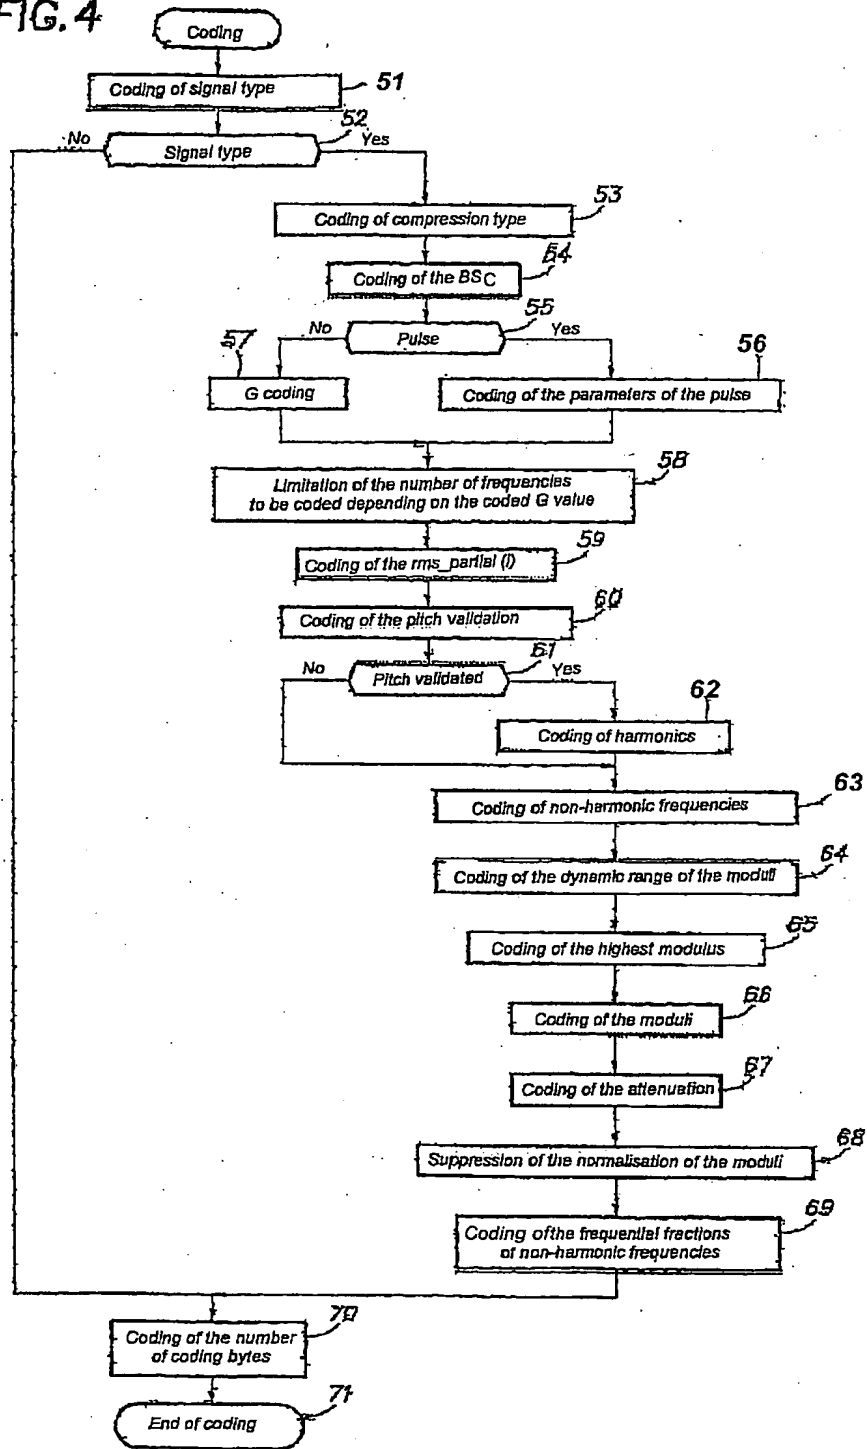 FIG. 4
Coding
Coding of signal type
51
52
No
Signal type
Yes
Coding of compression type
53
Coding of the BSC
54
55
No
Pulse
Yes
57
56
G coding
Coding of the parameters of the pulse
58
Limitation of the number of frequencies
to be coded depending on the coded G value
59
Coding of the rms_partial (i)
60
Coding of the pitch validation
61
No
Pitch validated
Yes
62
Coding of harmonics
63
Coding of non-harmonic frequencies
64
Coding of the dynamic range of the moduli
65
Coding of the highest modulus
66
Coding of the moduli
67
Coding of the attenuation
68
Suppression of the normalisation of the moduli
69
Coding ofthe frequential fractions
of non-harmonic frequencies
70
Coding of the number
of coding bytes
71
End of coding